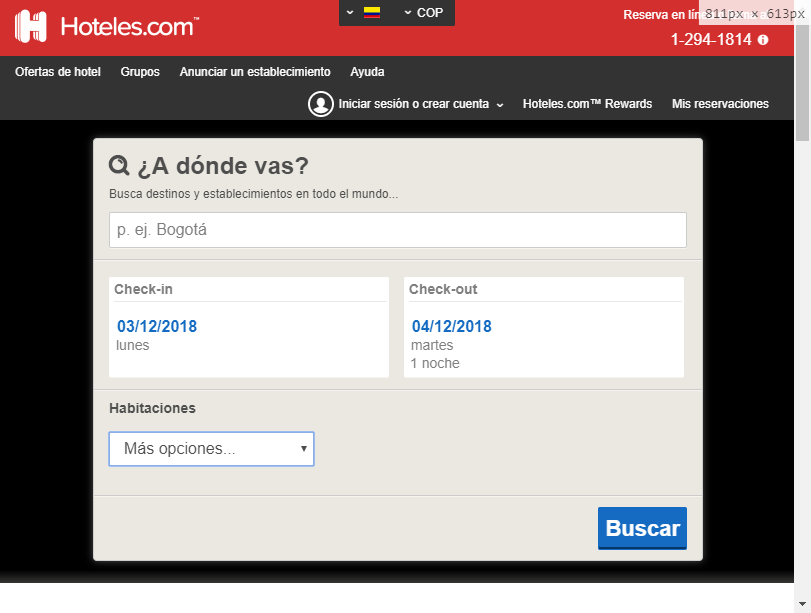 Hoteles.com™
COP
Reserva en lín
811px × 613px
1-294-1814
Ofertas de hotel Grupos Anunciar un establecimiento Ayuda
Iniciar sesión o crear cuenta Hoteles.com™ Rewards Mis reservaciones
¿A dónde vas?
Busca destinos y establecimientos en todo el mundo...
p. ej. Bogotá
Check-in Check-out
03/12/2018 04/12/2018
lunes martes
1 noche
Habitaciones
Más opciones...
Buscar